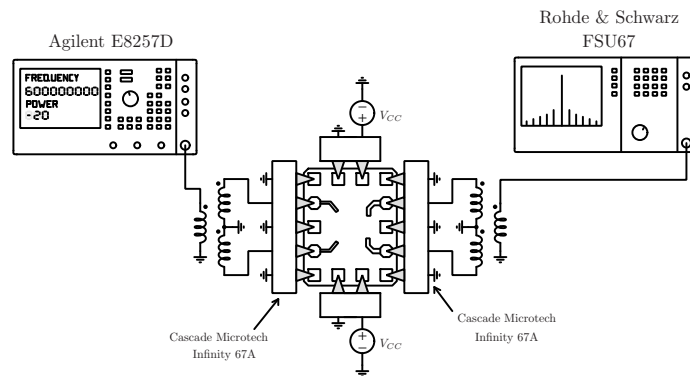 Rohde & Schwarz
FSU67
Agilent E8257D
FREQUENCY
600000000
POWER
-20
V_CC
Cascade Microtech
Infinity 67A
Cascade Microtech
Infinity 67A
V_CC